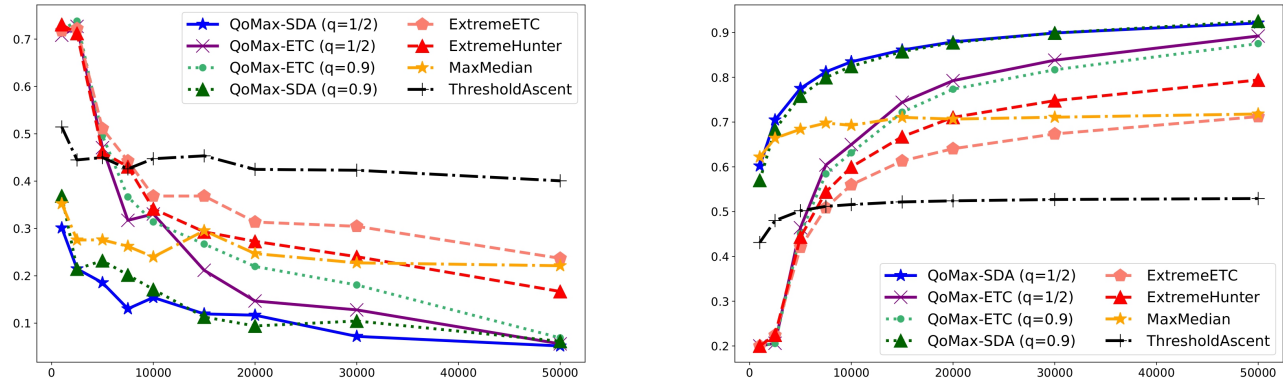 0.7
0.6
0.5
0.4
0.3
0.2
0.1
0
10000
20000
30000
40000
50000
QoMax-SDA (q=1/2)
QoMax-ETC (q=1/2)
QoMax-ETC (q=0.9)
QoMax-SDA (q=0.9)
ExtremeETC
ExtremeHunter
MaxMedian
ThresholdAscent
0.9
0.8
0.7
0.6
0.5
0.4
0.3
0.2
0
10000
20000
30000
40000
50000
QoMax-SDA (q=1/2)
QoMax-ETC (q=1/2)
QoMax-ETC (q=0.9)
QoMax-SDA (q=0.9)
ExtremeETC
ExtremeHunter
MaxMedian
ThresholdAscent